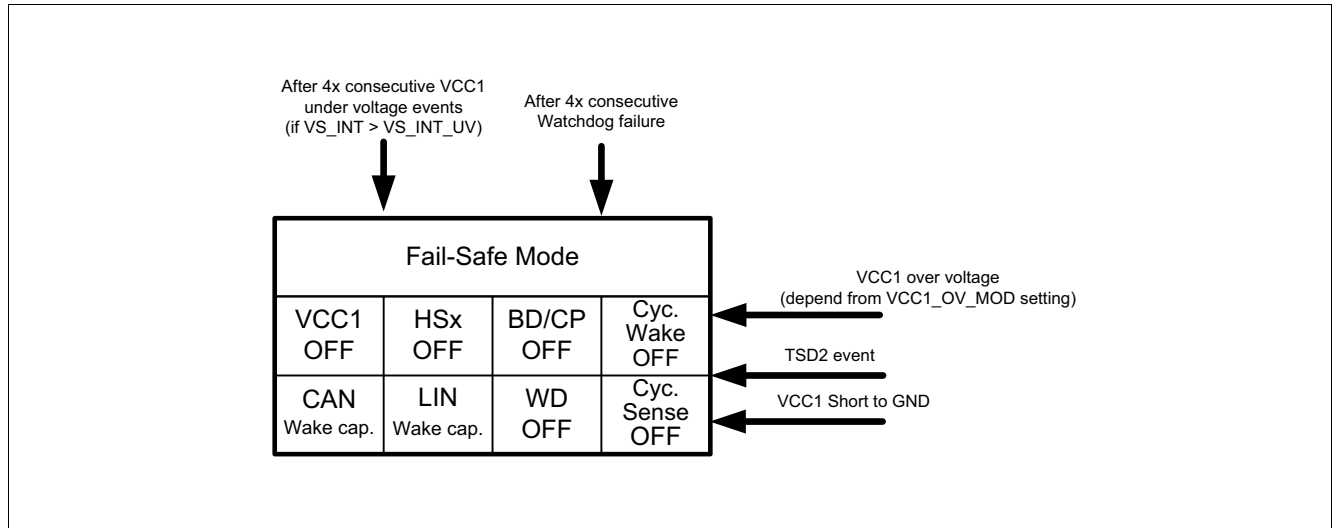 After 4x consecutive VCC1
under voltage events
(if VS_INT > VS_INT_UV)
After 4x consecutive
Watchdog failure
Fail-Safe Mode
VCC1
OFF
HSx
OFF
BD/CP
OFF
Cyc.
Wake
OFF
CAN
Wake cap.
LIN
Wake cap.
WD
OFF
Cyc.
Sense
OFF
VCC1 over voltage
(depend from VCC1_OV_MOD setting)
TSD2 event
VCC1 Short to GND